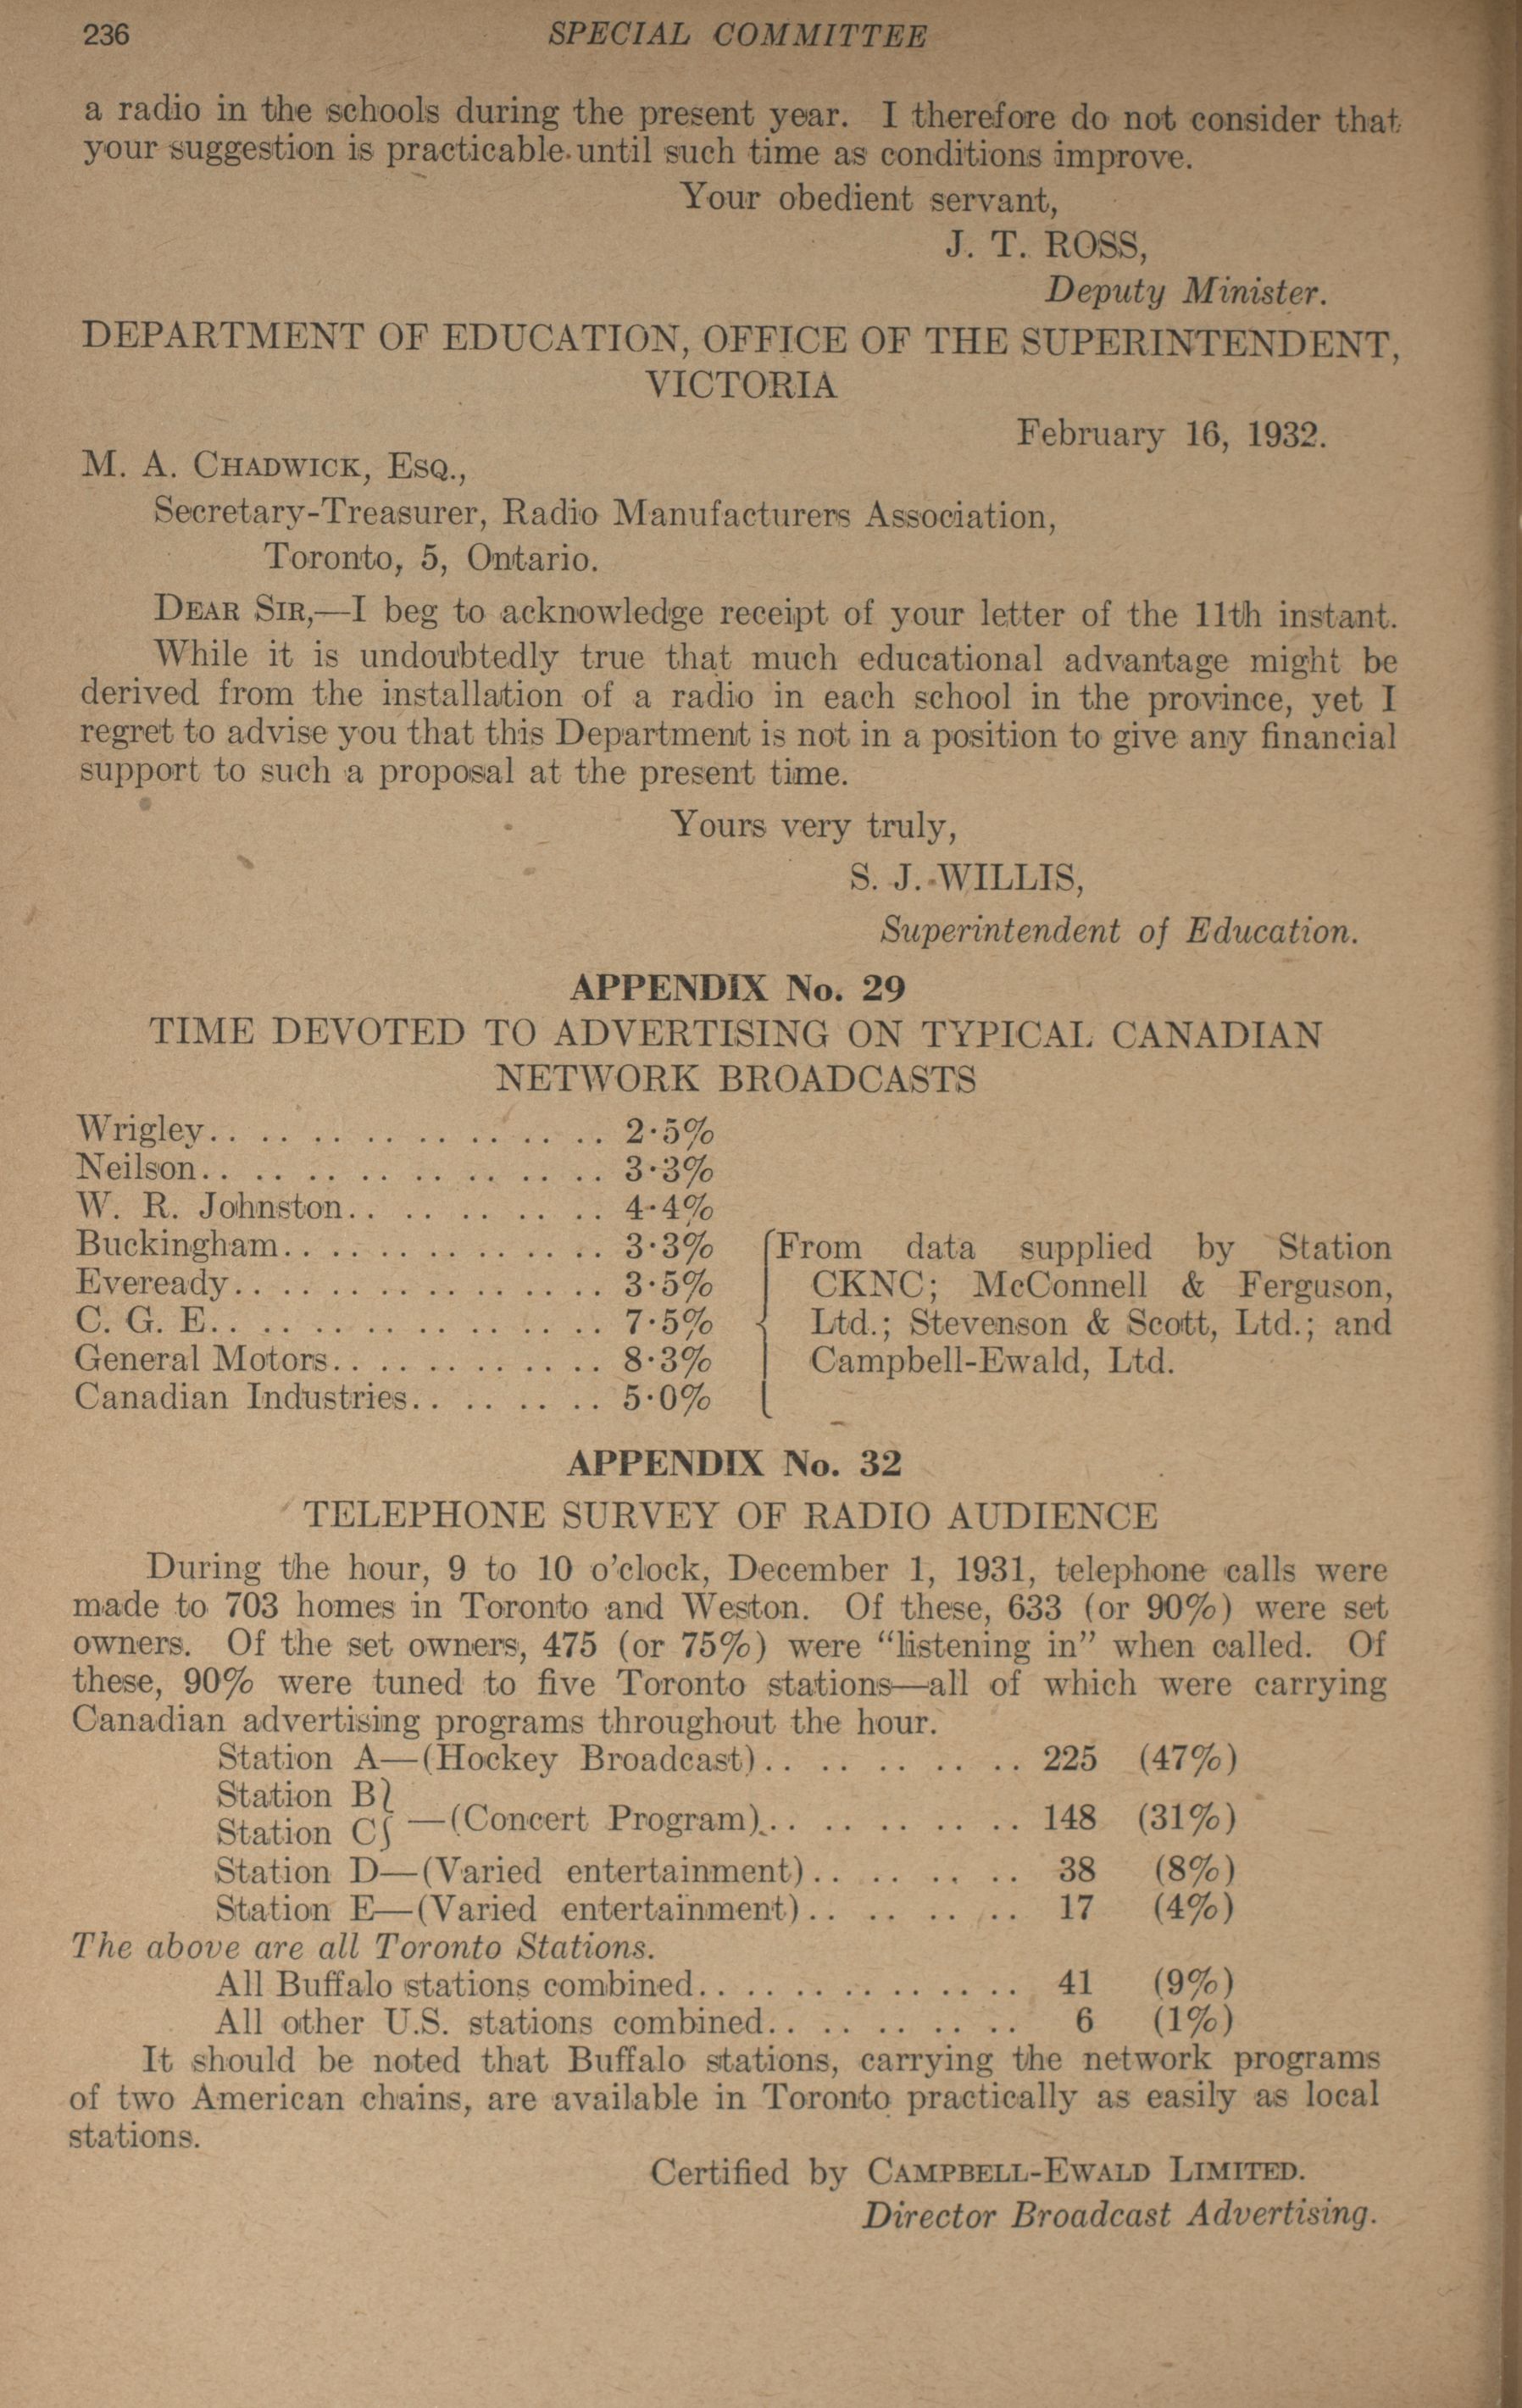 236 SPECIAL COMMITTEE
a radio in the schools during the present year. I therefore do not consider that
your suggestion is practicable until such time as conditions improve.
Your obedient servant,
J. T. ROSS,
Deputy Minister.
DEPARTMENT OF EDUCATION, OFFICE OF THE SUPERINTENDENT,
VICTORIA
February 16, 1932.
M. A. CHADWICK, ESQ.,
Secretary-Treasurer, Radio Manufacturers Association,
Toronto, 5, Ontario.
DEAR SIR,—I beg to acknowledge receipt of your letter of the 11th instant.
While it is undoubtedly true that much educational advantage might be
derived from the installation of a radio in each school in the province, yet I
regret to advise you that this Department is not in a position to give any financial
support to such a proposal at the present time.
Yours very truly,
S. J. WILLIS,
Superintendent of Education.
APPENDIX No. 29
TIME DEVOTED TO ADVERTISING ON TYPICAL CANADIAN
NETWORK BROADCASTS
Wrigley.. .. .. .. .. .. .. .. 2·5%
Neilson.. .. .. .. .. .. .. .. 3·3%
W. R. Johnston.. .. .. .. .. .. 4·4%
Buckingham.. .. .. .. .. .. .. 3·3%
Eveready.. .. .. .. .. .. .. .. 3·5%
C. G. E.. .. .. .. .. .. .. .. 7·5%
General Motors.. .. .. .. .. .. 8·3%
Canadian Industries.. .. .. .. 5·0%
From data supplied by Station
CKNC; McConnell & Ferguson,
Ltd.; Stevenson & Scott, Ltd.; and
Campbell-Ewald, Ltd.
APPENDIX No. 32
TELEPHONE SURVEY OF RADIO AUDIENCE
During the hour, 9 to 10 o'clock, December 1, 1931, telephone calls were
made to 703 homes in Toronto and Weston. Of these, 633 (or 90%) were set
owners. Of the set owners, 475 (or 75%) were "listening in" when called. Of
these, 90% were tuned to five Toronto stations—all of which were carrying
Canadian advertising programs throughout the hour.
Station A—(Hockey Broadcast).. .. .. .. .. 225 (47%)
Station B
Station C —(Concert Program).. .. .. .. .. 148 (31%)
Station D—(Varied entertainment).. .. .. .. 38 (8%)
Station E—(Varied entertainment).. .. .. .. 17 (4%)
The above are all Toronto Stations.
All Buffalo stations combined.. .. .. .. .. .. 41 (9%)
All other U.S. stations combined.. .. .. .. .. 6 (1%)
It should be noted that Buffalo stations, carrying the network programs
of two American chains, are available in Toronto practically as easily as local
stations.
Certified by CAMPBELL-EWALD LIMITED.
Director Broadcast Advertising.